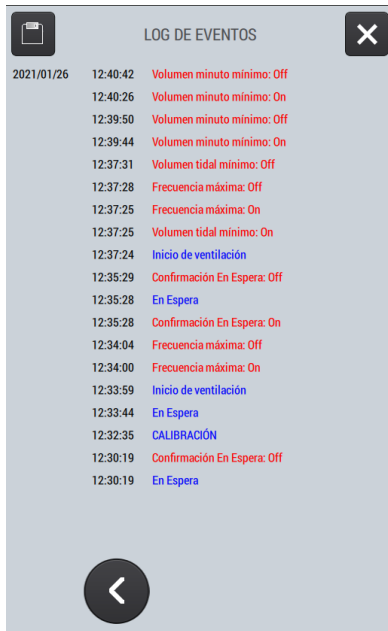 LOG DE EVENTOS
2021/01/26 12:40:42 Volumen minuto mínimo: Off
12:40:26 Volumen minuto mínimo: On
12:39:50 Volumen minuto mínimo: Off
12:39:44 Volumen minuto mínimo: On
12:37:31 Volumen tidal mínimo: Off
12:37:28 Frecuencia máxima: Off
12:37:25 Frecuencia máxima: On
12:37:25 Volumen tidal mínimo: On
12:37:24 Inicio de ventilación
12:35:29 Confirmación En Espera: Off
12:35:28 En Espera
12:35:28 Confirmación En Espera: On
12:34:04 Frecuencia máxima: Off
12:34:00 Frecuencia máxima: On
12:33:59 Inicio de ventilación
12:33:44 En Espera
12:32:35 CALIBRACIÓN
12:30:19 Confirmación En Espera: Off
12:30:19 En Espera